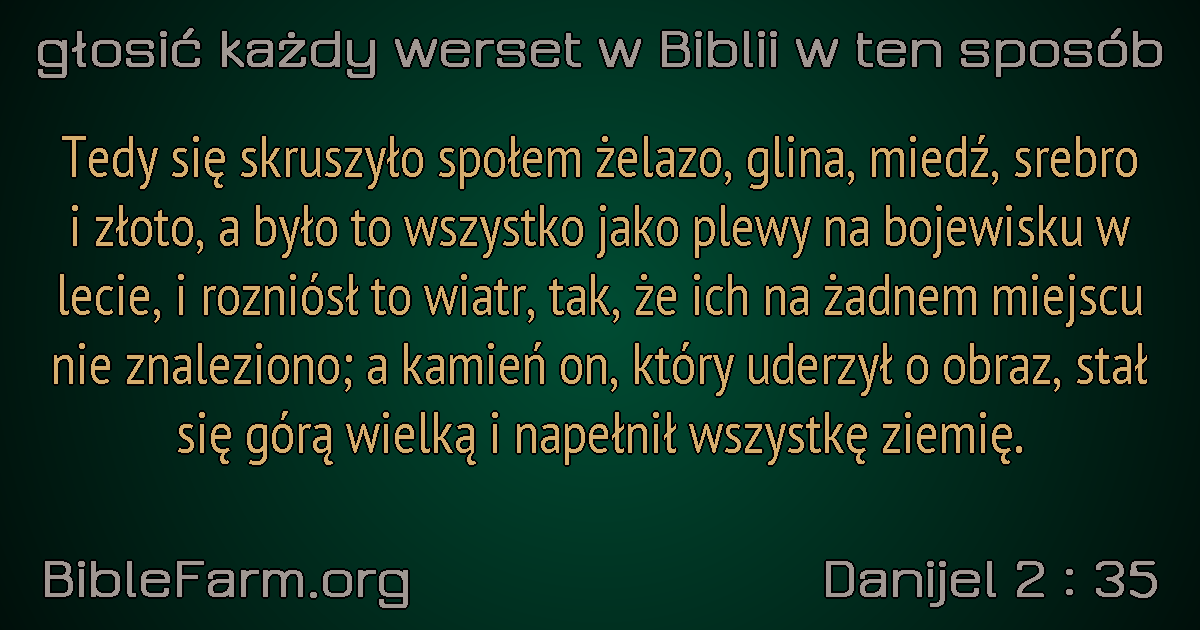 głosić każdy werset w Biblii w ten sposób
Tedy się skruszyło społem żelazo, glina, miedź, srebro
i złoto, a było to wszystko jako plewy na bojewisku w
lecie, i rozniósł to wiatr, tak, że ich na żadnem miejscu
nie znaleziono; a kamień on, który uderzył o obraz, stał
się górą wielką i napełnił wszystkę ziemię.
BibleFarm.org
Danijel 2 : 35